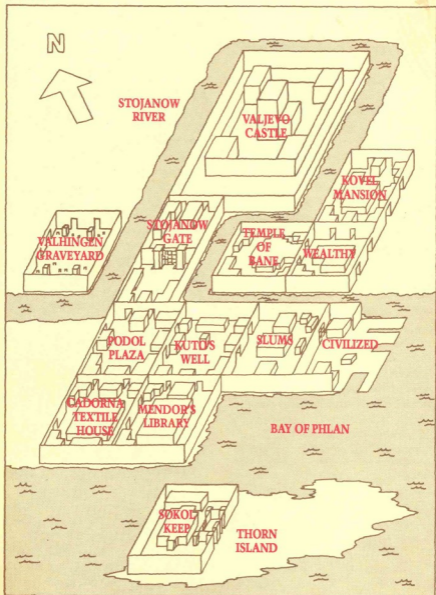 N
STOJANOW
RIVER
VALJEVO
CASTLE
KOVEL
MANSION
VALHINGEN
GRAVEYARD
STOJANOW
GATE
TEMPLE
OF
BANE
WEALTHY
PODOL
PLAZA
KUTO'S
WELL
SLUMS
CIVILIZED
CADORNA
TEXTILE
HOUSE
MENDOR'S
LIBRARY
BAY OF PHLAN
SOKOL
KEEP
THORN
ISLAND